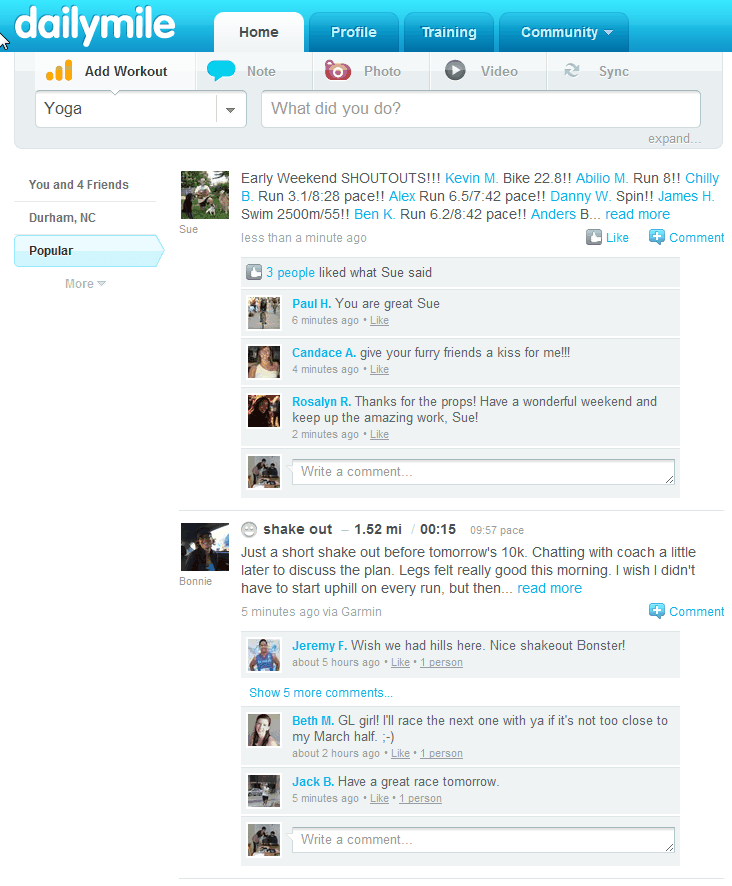 dailymile
Home
Profile
Training
Community
Add Workout
Note
Photo
Video
Sync
Yoga
What did you do?
expand...
You and 4 Friends
Durham, NC
Popular
More
Sue
Early Weekend SHOUTOUTS!!! Kevin M. Bike 22.8!! Abilio M. Run 8!! Chilly
B. Run 3.1/8:28 pace!! Alex Run 6.5/7:42 pace!! Danny W. Spin!! James H.
Swim 2500m/55!! Ben K. Run 6.2/8:42 pace!! Anders B... read more
less than a minute ago
Like
Comment
3 people liked what Sue said
Paul H. You are great Sue
6 minutes ago • Like
Candace A. give your furry friends a kiss for me!!!
4 minutes ago • Like
Rosalyn R. Thanks for the props! Have a wonderful weekend and
keep up the amazing work, Sue!
2 minutes ago • Like
Write a comment...
Bonnie
shake out – 1.52 mi / 00:15 09:57 pace
Just a short shake out before tomorrow's 10k. Chatting with coach a little
later to discuss the plan. Legs felt really good this morning. I wish I didn't
have to start uphill on every run, but then... read more
5 minutes ago via Garmin
Comment
Jeremy F. Wish we had hills here. Nice shakeout Bonster!
about 5 hours ago • Like • 1 person
Show 5 more comments...
Beth M. GL girl! I'll race the next one with ya if it's not too close to
my March half. ;-)
about 2 hours ago • Like • 1 person
Jack B. Have a great race tomorrow.
5 minutes ago • Like • 1 person
Write a comment...